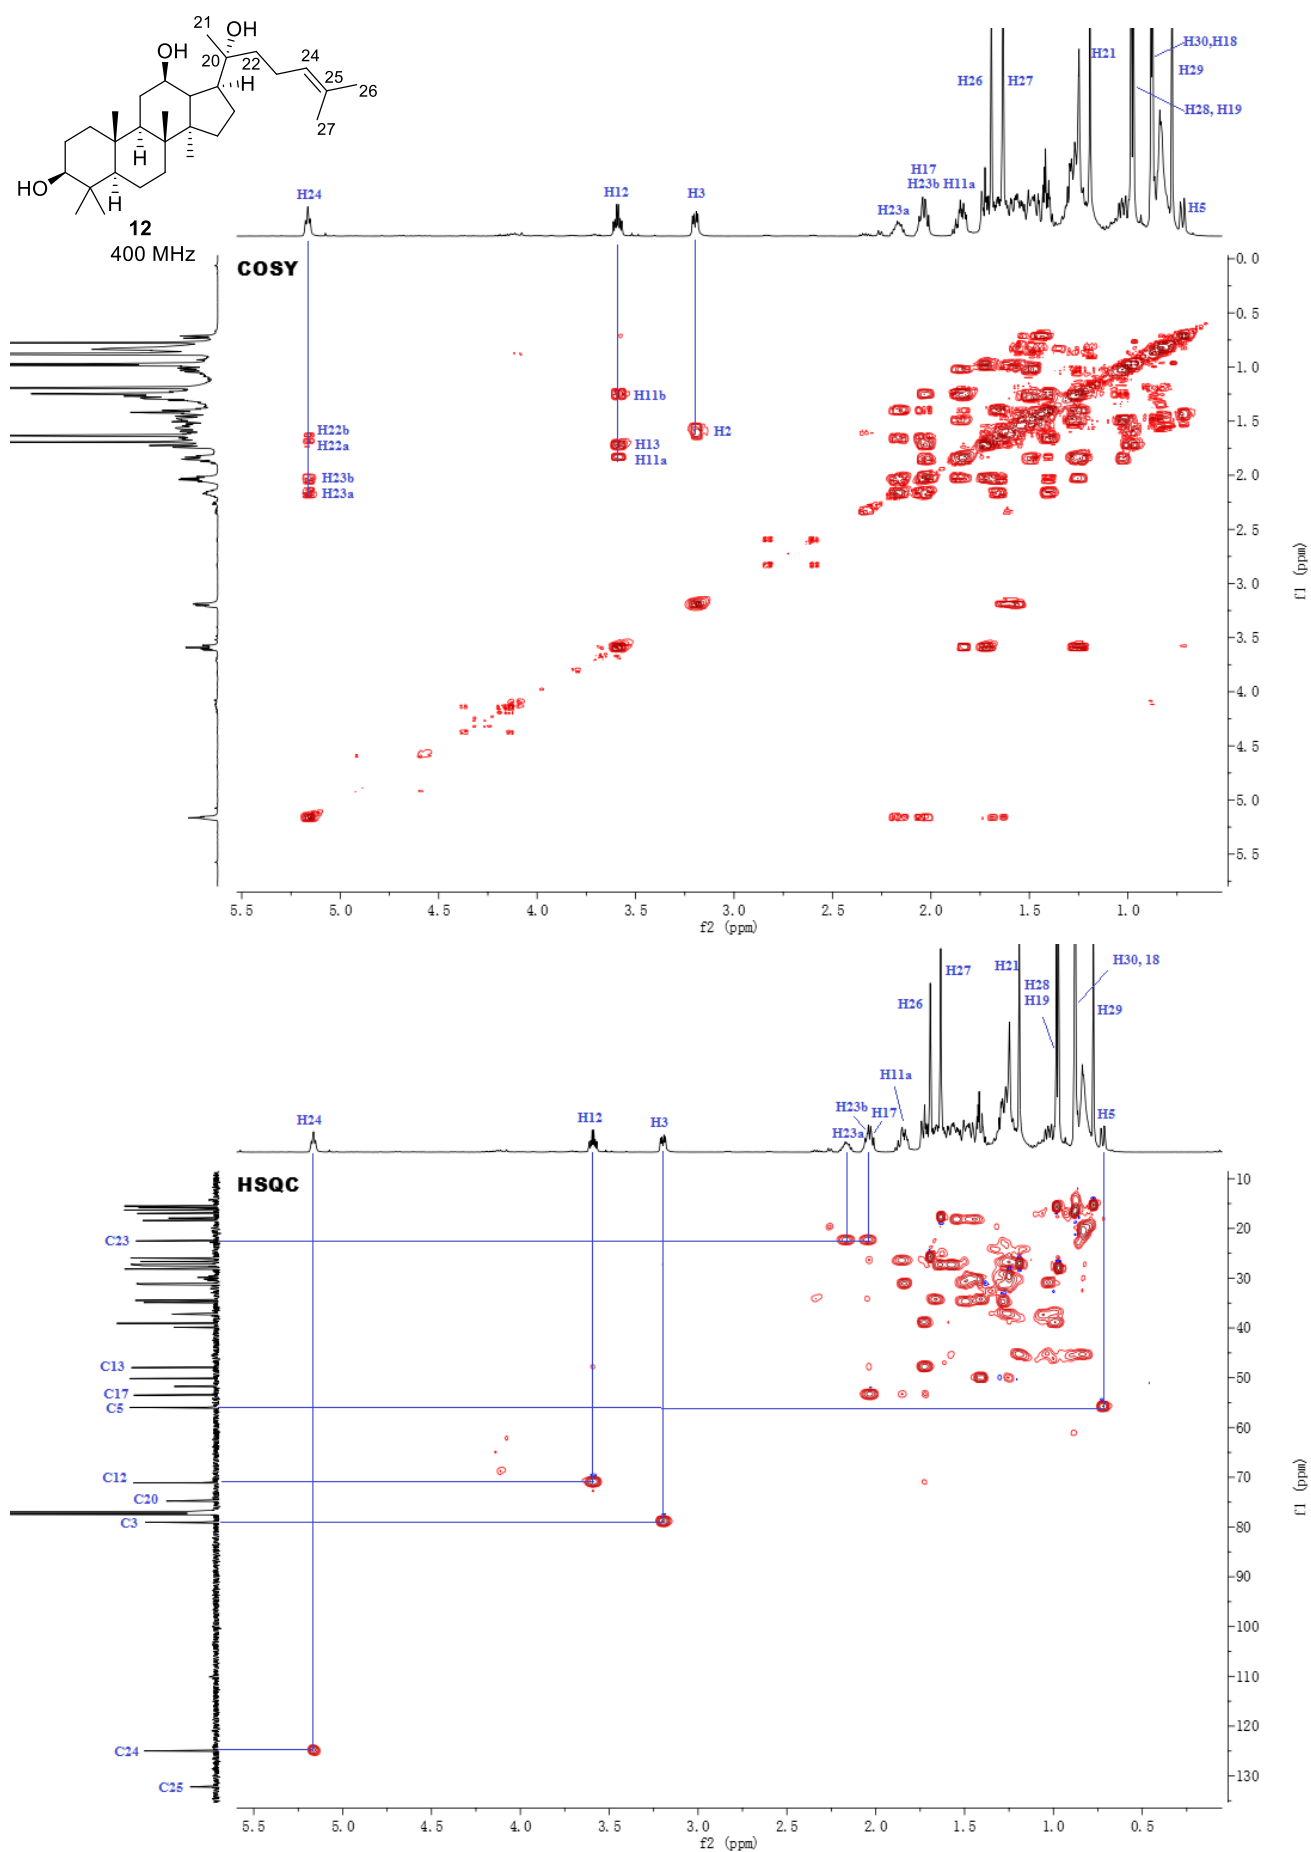 21 OH
OH
20 22 24
H 25 26
27
H
HO
H
12
400 MHz
H26 H27 H21 H30,H18
H29
H28, H19
H17
H23b H11a
H24 H12 H3 H23a H5
COSY
H11b
H22b H13 H2
H22a H11a
H23b
H23a
0.0
0.5
1.0
1.5
2.0
2.5
3.0
3.5
4.0
4.5
5.0
5.5
f1 (ppm)
5.5 5.0 4.5 4.0 3.5 3.0 2.5 2.0 1.5 1.0
f2 (ppm)
H27 H21 H30, 18
H26 H28
H19 H29
H11a
H24 H12 H3 H23b H17
H23a H5
HSQC
C23
C13
C17
C5
C12
C20
C3
C24
C25
10
20
30
40
50
60
70
80
90
100
110
120
130
f1 (ppm)
5.5 5.0 4.5 4.0 3.5 3.0 2.5 2.0 1.5 1.0 0.5
f2 (ppm)